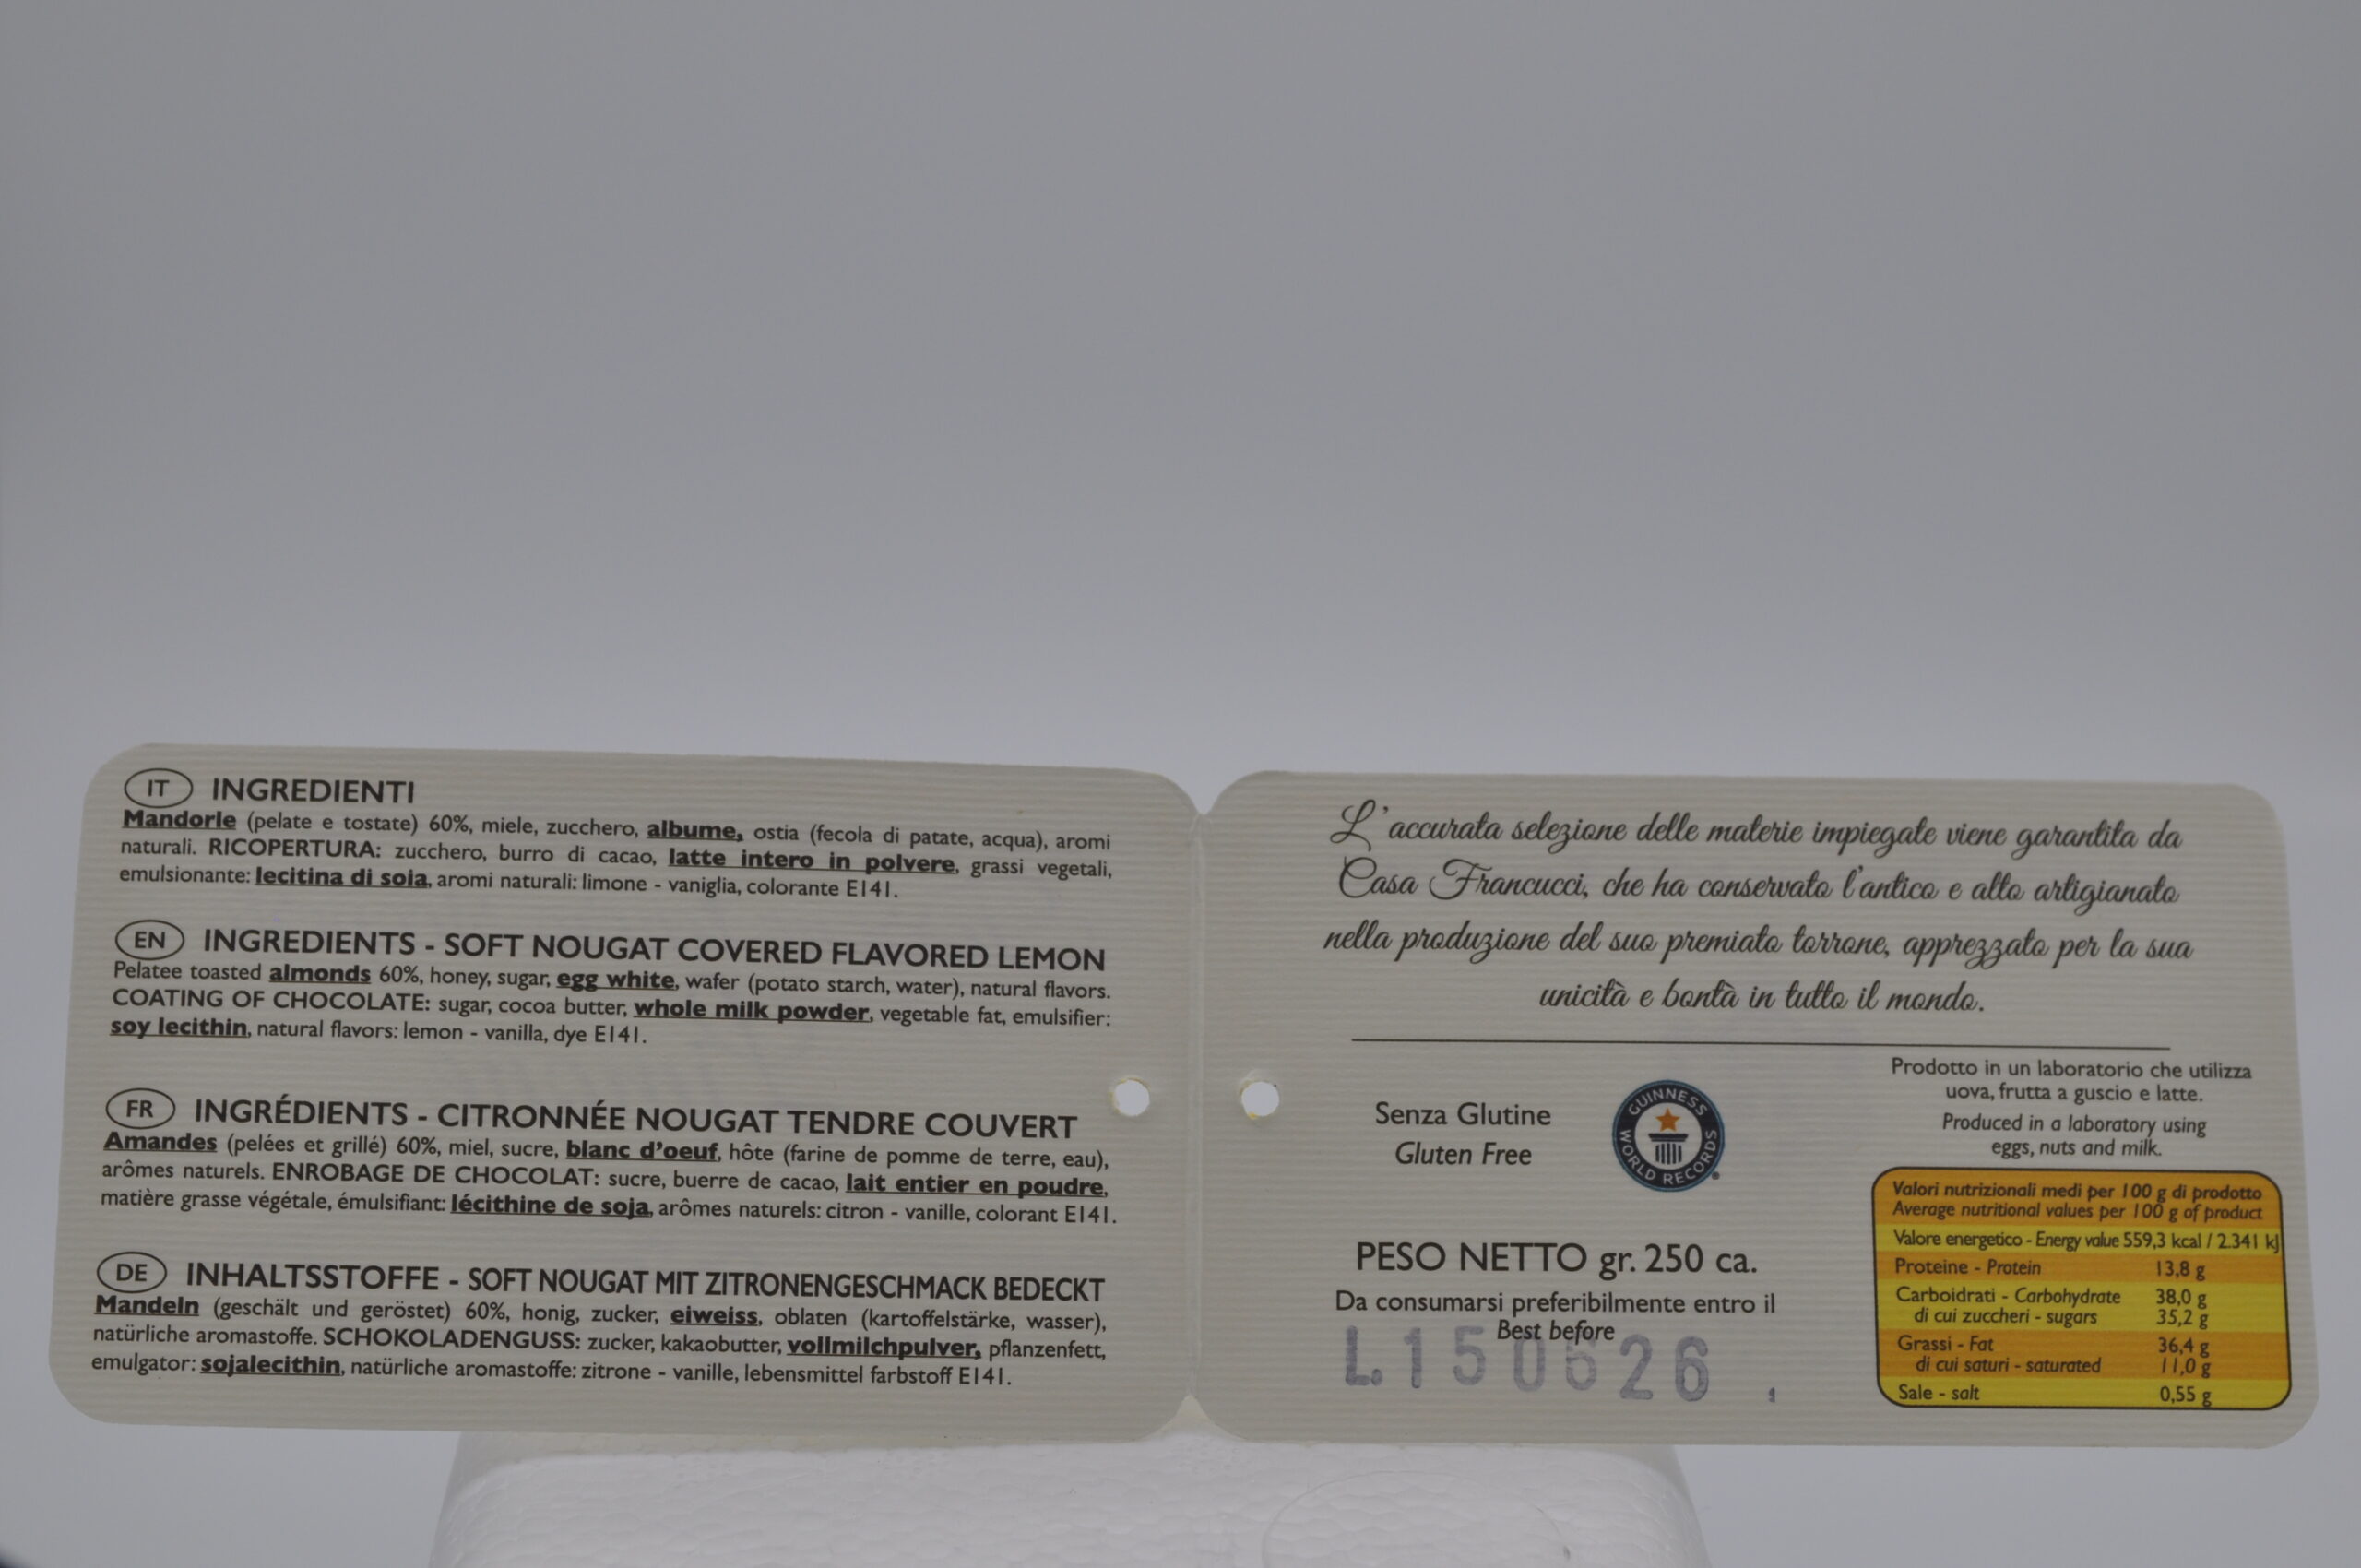 IT INGREDIENTI
Mandorle (pelate e tostate) 60%, miele, zucchero, albume, ostia (fecola di patate, acqua), aromi
naturali. RICOPERTURA: zucchero, burro di cacao, latte intero in polvere, grassi vegetali,
emulsionante: lecitina di soia, aromi naturali: limone - vaniglia, colorante E141.
EN INGREDIENTS - SOFT NOUGAT COVERED FLAVORED LEMON
Pelatee toasted almonds 60%, honey, sugar, egg white, wafer (potato starch, water), natural flavors.
COATING OF CHOCOLATE: sugar, cocoa butter, whole milk powder, vegetable fat, emulsifier:
soy lecithin, natural flavors: lemon - vanilla, dye E141.
FR INGRÉDIENTS - CITRONNÉE NOUGAT TENDRE COUVERT
Amandes (pelées et grillé) 60%, miel, sucre, blanc d'oeuf, hôte (farine de pomme de terre, eau),
arômes naturels. ENROBAGE DE CHOCOLAT: sucre, buerre de cacao, lait entier en poudre,
matière grasse végétale, émulsifiant: lécithine de soja, arômes naturels: citron - vanille, colorant E141.
DE INHALTSSTOFFE - SOFT NOUGAT MIT ZITRONENGESCHMACK BEDECKT
Mandeln (geschält und geröstet) 60%, honig, zucker, eiweiss, oblaten (kartoffelstärke, wasser),
natürliche aromastoffe. SCHOKOLADENGUSS: zucker, kakaobutter, vollmilchpulver, pflanzenfett,
emulgator: sojalecithin, natürliche aromastoffe: zitrone - vanille, lebensmittel farbstoff E141.
L'accurata selezione delle materie impiegate viene garantita da
Casa Francucci, che ha conservato l'antico e alto artigianato
nella produzione del suo premiato torrone, apprezzato per la sua
unicità e bontà in tutto il mondo.
Senza Glutine
Gluten Free
GUINNESS
WORLD RECORDS
PESO NETTO gr. 250 ca.
Da consumarsi preferibilmente entro il
Best before
L.150626
Prodotto in un laboratorio che utilizza
uova, frutta a guscio e latte.
Produced in a laboratory using
eggs, nuts and milk.
Valori nutrizionali medi per 100 g di prodotto
Average nutritional values per 100 g of product
Valore energetico - Energy value 559,3 kcal / 2.341 kJ
Proteine - Protein 13,8 g
Carboidrati - Carbohydrate 38,0 g
di cui zuccheri - sugars 35,2 g
Grassi - Fat 36,4 g
di cui saturi - saturated 11,0 g
Sale - salt 0,55 g